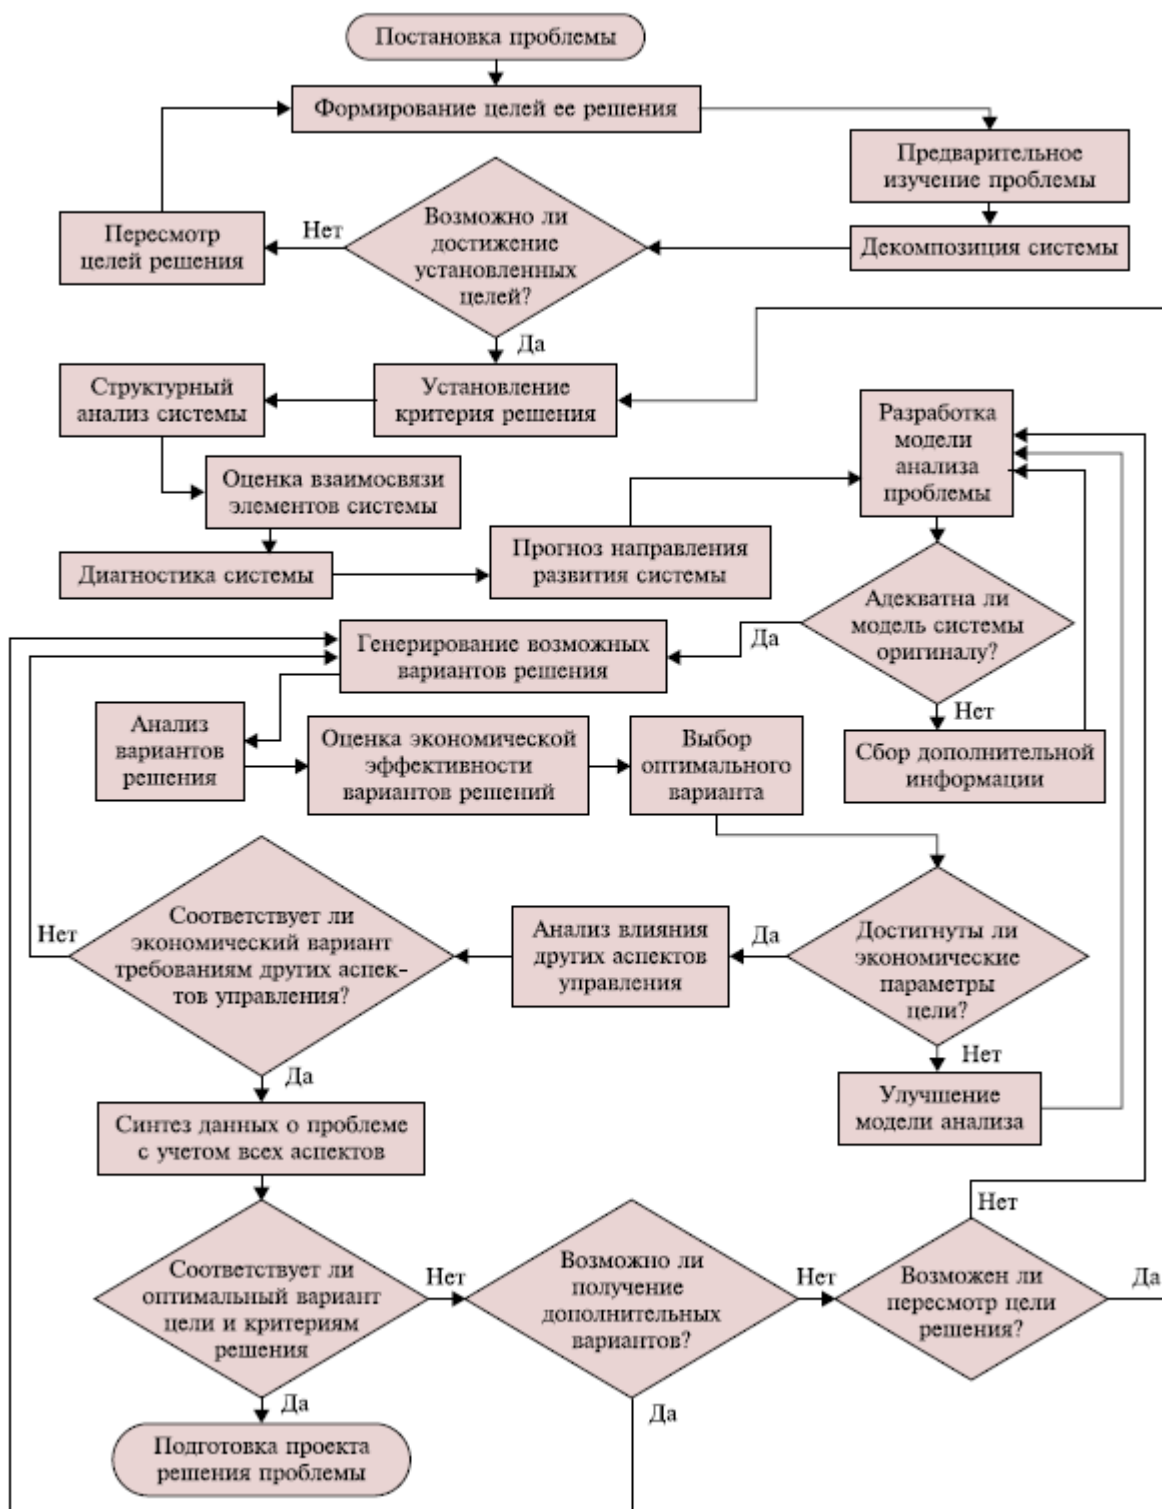 Постановка проблемы
Формирование целей ее решения
Предварительное
изучение проблемы
Декомпозиция системы
Возможно ли
достижение
установленных
целей?
Нет
Пересмотр
целей решения
Да
Установление
критерия решения
Структурный
анализ системы
Оценка взаимосвязи
элементов системы
Диагностика системы
Прогноз направления
развития системы
Разработка
модели
анализа
проблемы
Адекватна ли
модель системы
оригиналу?
Да
Нет
Сбор дополнительной
информации
Генерирование возможных
вариантов решения
Анализ
вариантов
решения
Оценка экономической
эффективности
вариантов решений
Выбор
оптимального
варианта
Достигнуты ли
экономические
параметры
цели?
Да
Нет
Улучшение
модели анализа
Анализ влияния
других аспектов
управления
Соответствует ли
экономический вариант
требованиям других аспек-
тов управления?
Нет
Да
Синтез данных о проблеме
с учетом всех аспектов
Соответствует ли
оптимальный вариант
цели и критериям
решения
Нет
Да
Возможно ли
получение
дополнительных
вариантов?
Нет
Да
Возможен ли
пересмотр цели
решения?
Нет
Да
Подготовка проекта
решения проблемы